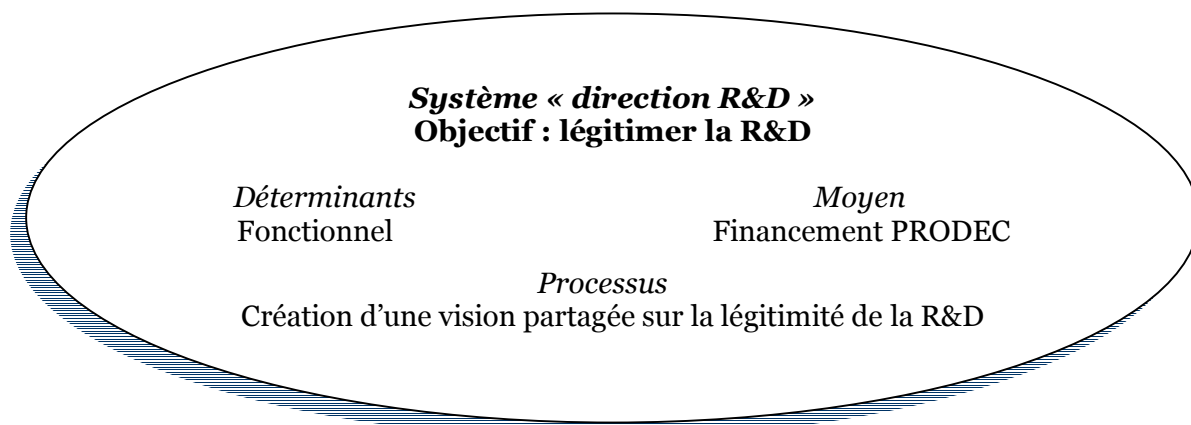 Système « direction R&D »
Objectif : légitimer la R&D
Déterminants
Moyen
Fonctionnel
Financement PRODEC
Processus
Création d’une vision partagée sur la légitimité de la R&D